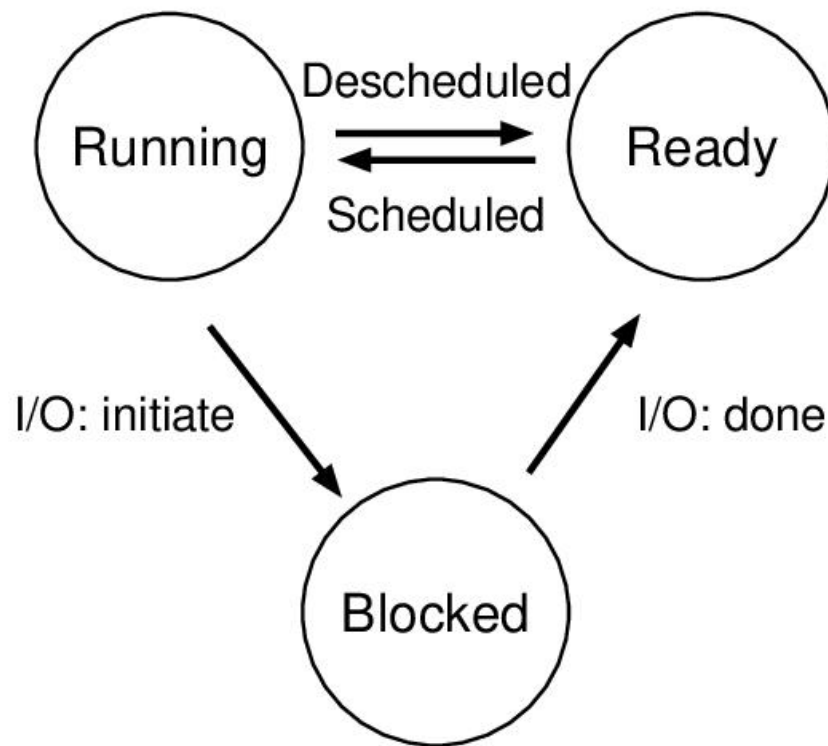 Descheduled
Running
Ready
Scheduled
I/O: initiate
I/O: done
Blocked